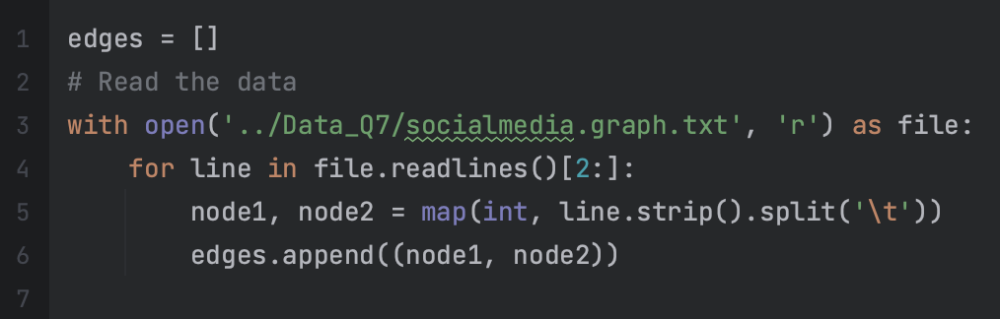 1 edges = []
2 # Read the data
3 with open('../Data_Q7/socialmedia.graph.txt', 'r') as file:
4     for line in file.readlines()[2:]:
5         node1, node2 = map(int, line.strip().split('\t'))
6         edges.append((node1, node2))
7